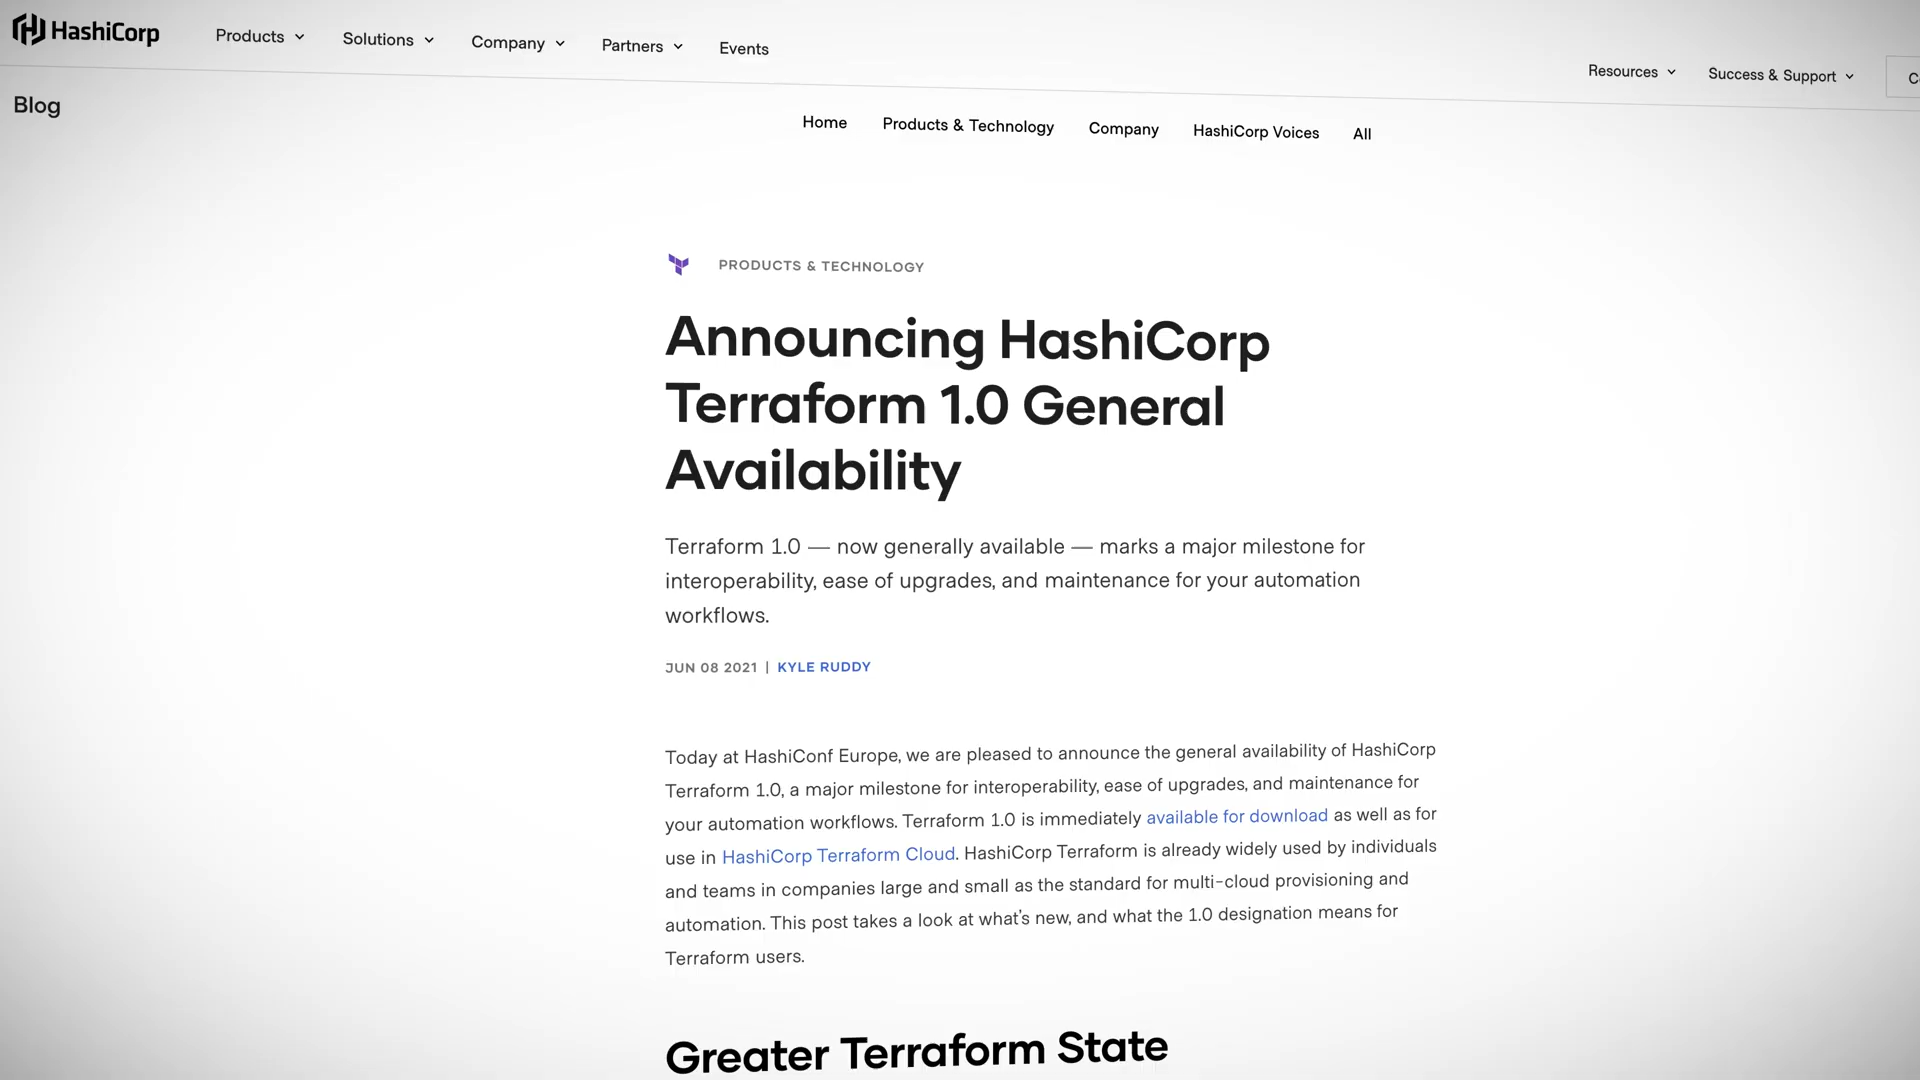 HashiCorp
Products
Solutions
Company
Partners
Events
Resources
Success & Support
Blog
Home
Products & Technology
Company
HashiCorp Voices
All
PRODUCTS & TECHNOLOGY
Announcing HashiCorp
Terraform 1.0 General
Availability
Terraform 1.0 — now generally available — marks a major milestone for
interoperability, ease of upgrades, and maintenance for your automation
workflows.
JUN 08 2021 | KYLE RUDDY
Today at HashiConf Europe, we are pleased to announce the general availability of HashiCorp
Terraform 1.0, a major milestone for interoperability, ease of upgrades, and maintenance for
your automation workflows. Terraform 1.0 is immediately available for download as well as for
use in HashiCorp Terraform Cloud. HashiCorp Terraform is already widely used by individuals
and teams in companies large and small as the standard for multi-cloud provisioning and
automation. This post takes a look at what's new, and what the 1.0 designation means for
Terraform users.
Greater Terraform State